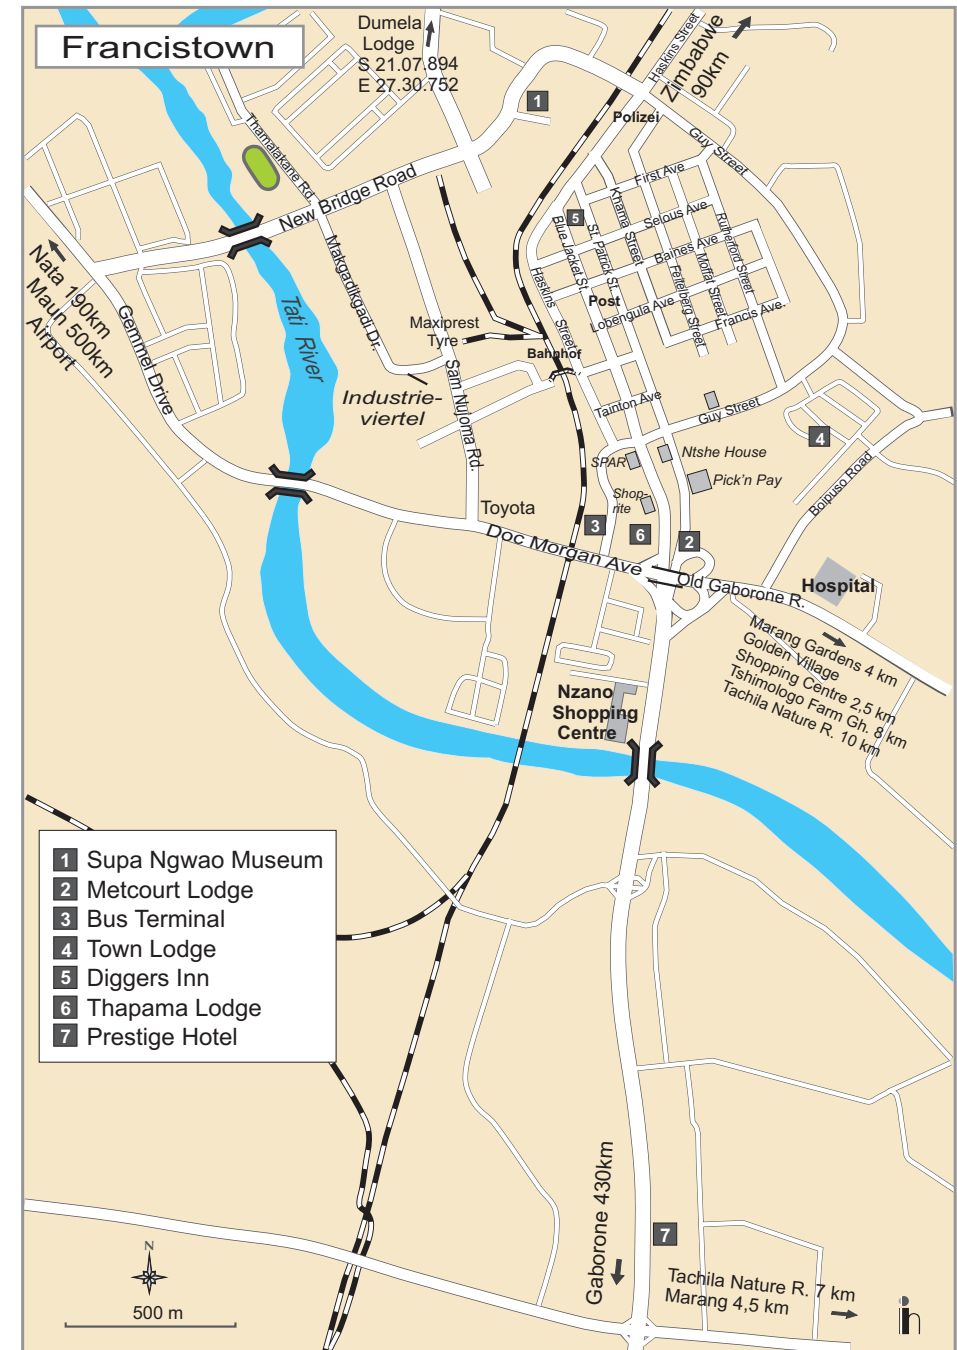 Francistown
Dumela
Lodge
S 21.07.894
E 27.30.752
Haskins Street
Zimbabwe
90km
1
Polizei
Guy Street
Thamalakane Rd.
New Bridge Road
First Ave
Khama Street
Selous Ave
5
Blue Jacket St.
St. Patrick St.
Baines Ave
Rutherford Street
Moffat Street
Feitelberg Street
Haskins Street
Post
Lobengula Ave
Francis Ave.
Nata 190km
Maun 500km
Airport
Gemmel Drive
Tati River
Makgadikgadi Dr.
Maxiprest
Tyre
Bahnhof
Sam Nujoma Rd.
Industrie-
viertel
Tainton Ave
Guy Street
4
SPAR
Ntshe House
Pick'n Pay
Boipuso Road
Shop-
rite
Toyota
3
6
2
Doc Morgan Ave
Old Gaborone R.
Hospital
Marang Gardens 4 km
Golden Village
Shopping Centre 2,5 km
Tshimologo Farm Gh. 8 km
Tachila Nature R. 10 km
Nzano
Shopping
Centre
1 Supa Ngwao Museum
2 Metcourt Lodge
3 Bus Terminal
4 Town Lodge
5 Diggers Inn
6 Thapama Lodge
7 Prestige Hotel
Gaborone 430km
7
N
500 m
Tachila Nature R. 7 km
Marang 4,5 km